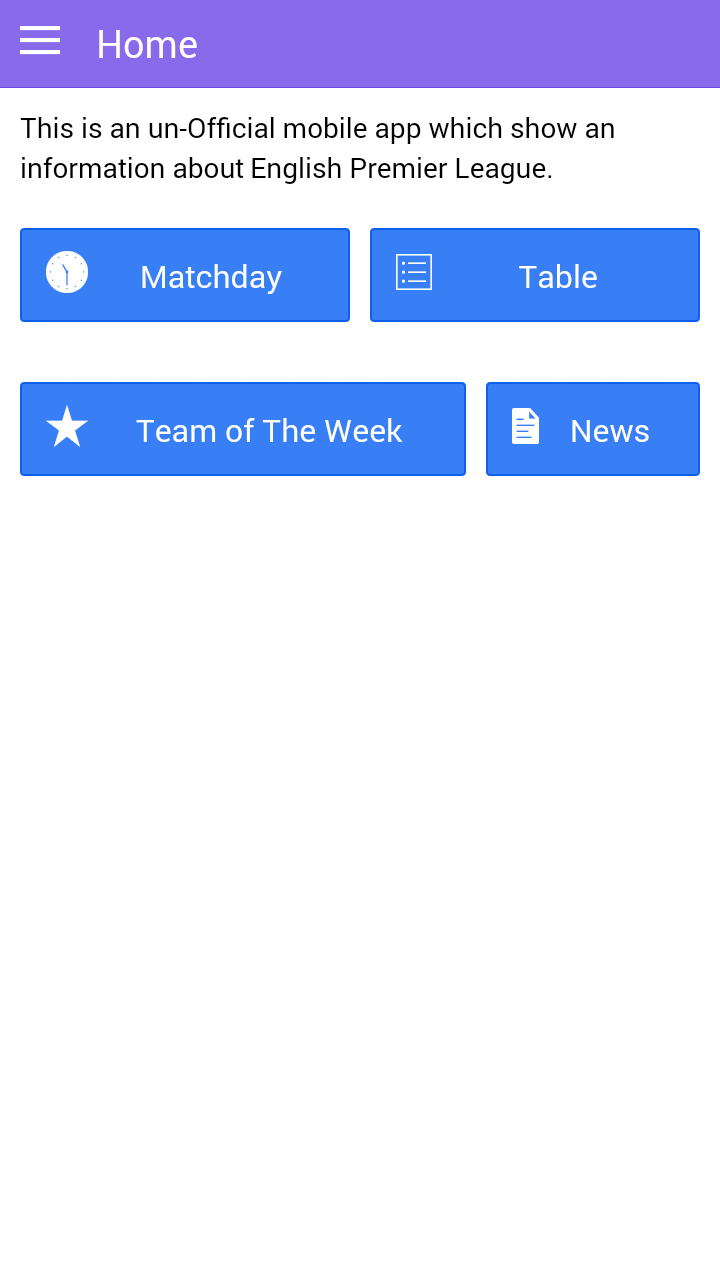 Home
This is an un-Official mobile app which show an
information about English Premier League.
Matchday
Table
Team of The Week
News